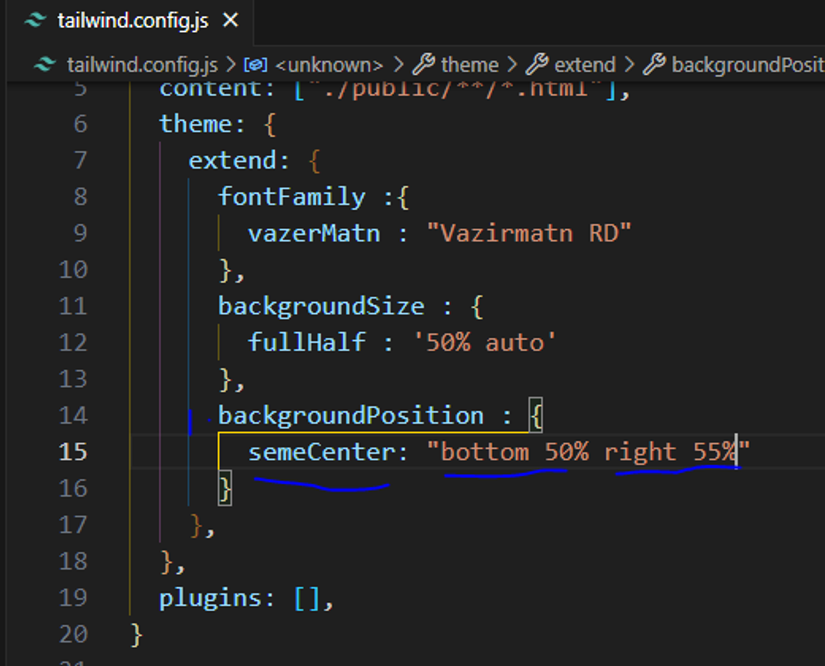 tailwind.config.js ×
tailwind.config.js > <unknown> > theme > extend > backgroundPosit
5 content: ["./public/**/*.html"],
6 theme: {
7 extend: {
8 fontFamily :{
9 vazerMatn : "Vazirmatn RD"
10 },
11 backgroundSize : {
12 fullHalf : '50% auto'
13 },
14 backgroundPosition : {
15 semeCenter: "bottom 50% right 55%"
16 }
17 },
18 },
19 plugins: [],
20 }
21